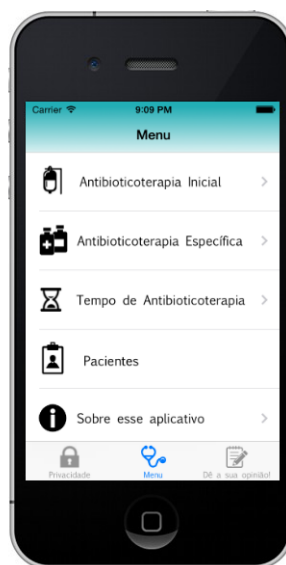 Carrier 9:09 PM
Menu
Antibioticoterapia Inicial
Antibioticoterapia Específica
Tempo de Antibioticoterapia
Pacientes
Sobre esse aplicativo
Privacidade Menu Dê a sua opinião!